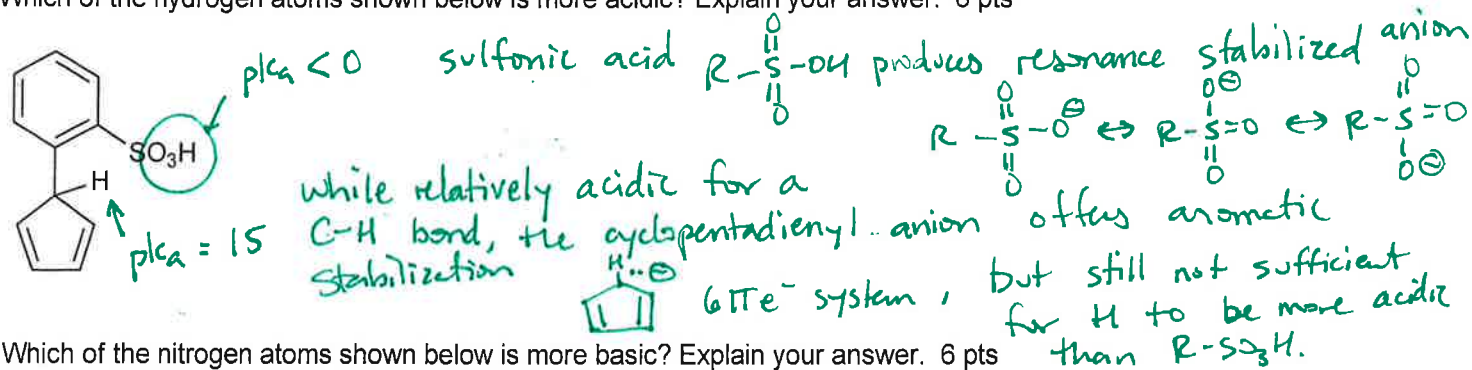 Which of the hydrogen atoms shown below is more acidic? Explain your answer. 6 pts
pka < 0 sulfonic acid R-S-OH produces resonance stabilized anion
O O
R-S-O⊖ ↔ R-S=O ↔ R-S=O
O O⊖ O
O O O⊖
SO₃H
H
pka = 15
while relatively acidic for a
C-H bond, the cyclopentadienyl anion offers aromatic
stabilization
H ⊖
6πe⁻ system, but still not sufficient
for H to be more acidic
than R-SO₃H.
Which of the nitrogen atoms shown below is more basic? Explain your answer. 6 pts